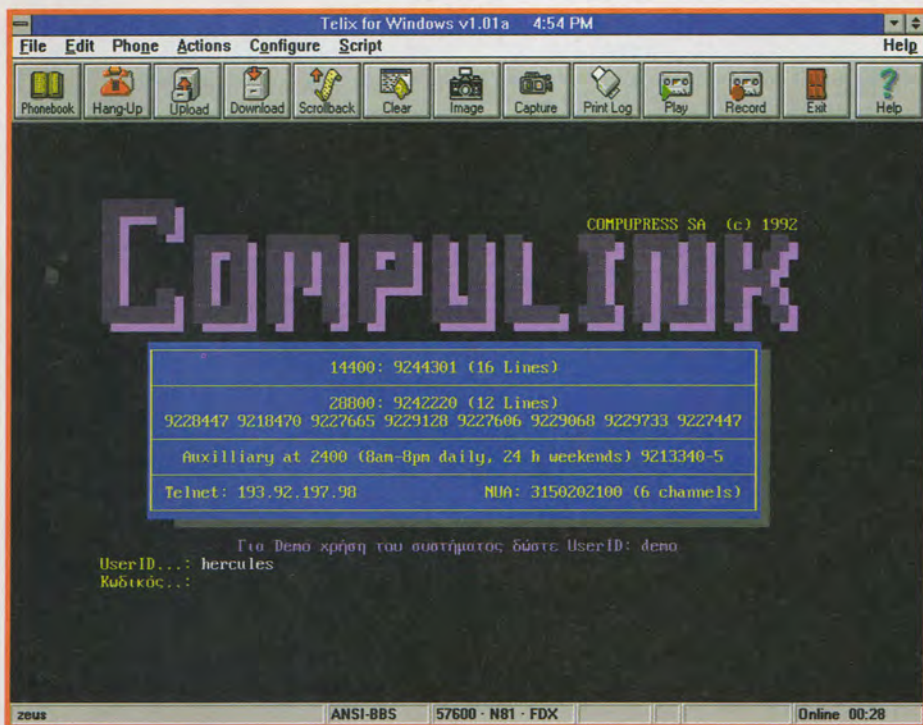 Telix for Windows v1.01a 4:54 PM
File Edit Phone Actions Configure Script Help
Phonebook Hang-Up Upload Download Scrollback Clear Image Capture Print Log Play Record Exit Help
COMPUPRESS SA (c) 1992
COMPULINK
14400: 9244301 (16 Lines)
28800: 9242220 (12 Lines)
9228447 9218470 9227665 9229128 9227606 9229068 9229733 9227447
Auxilliary at 2400 (8am-8pm daily, 24 h weekends) 9213340-5
Telnet: 193.92.197.98 NUA: 3150202100 (6 channels)
Για Demo χρήση του συστήματος δώστε UserID: demo
UserID...: hercules
Κωδικός..:
zeus ANSI-BBS 57600 · N81 · FDX Online 00:28